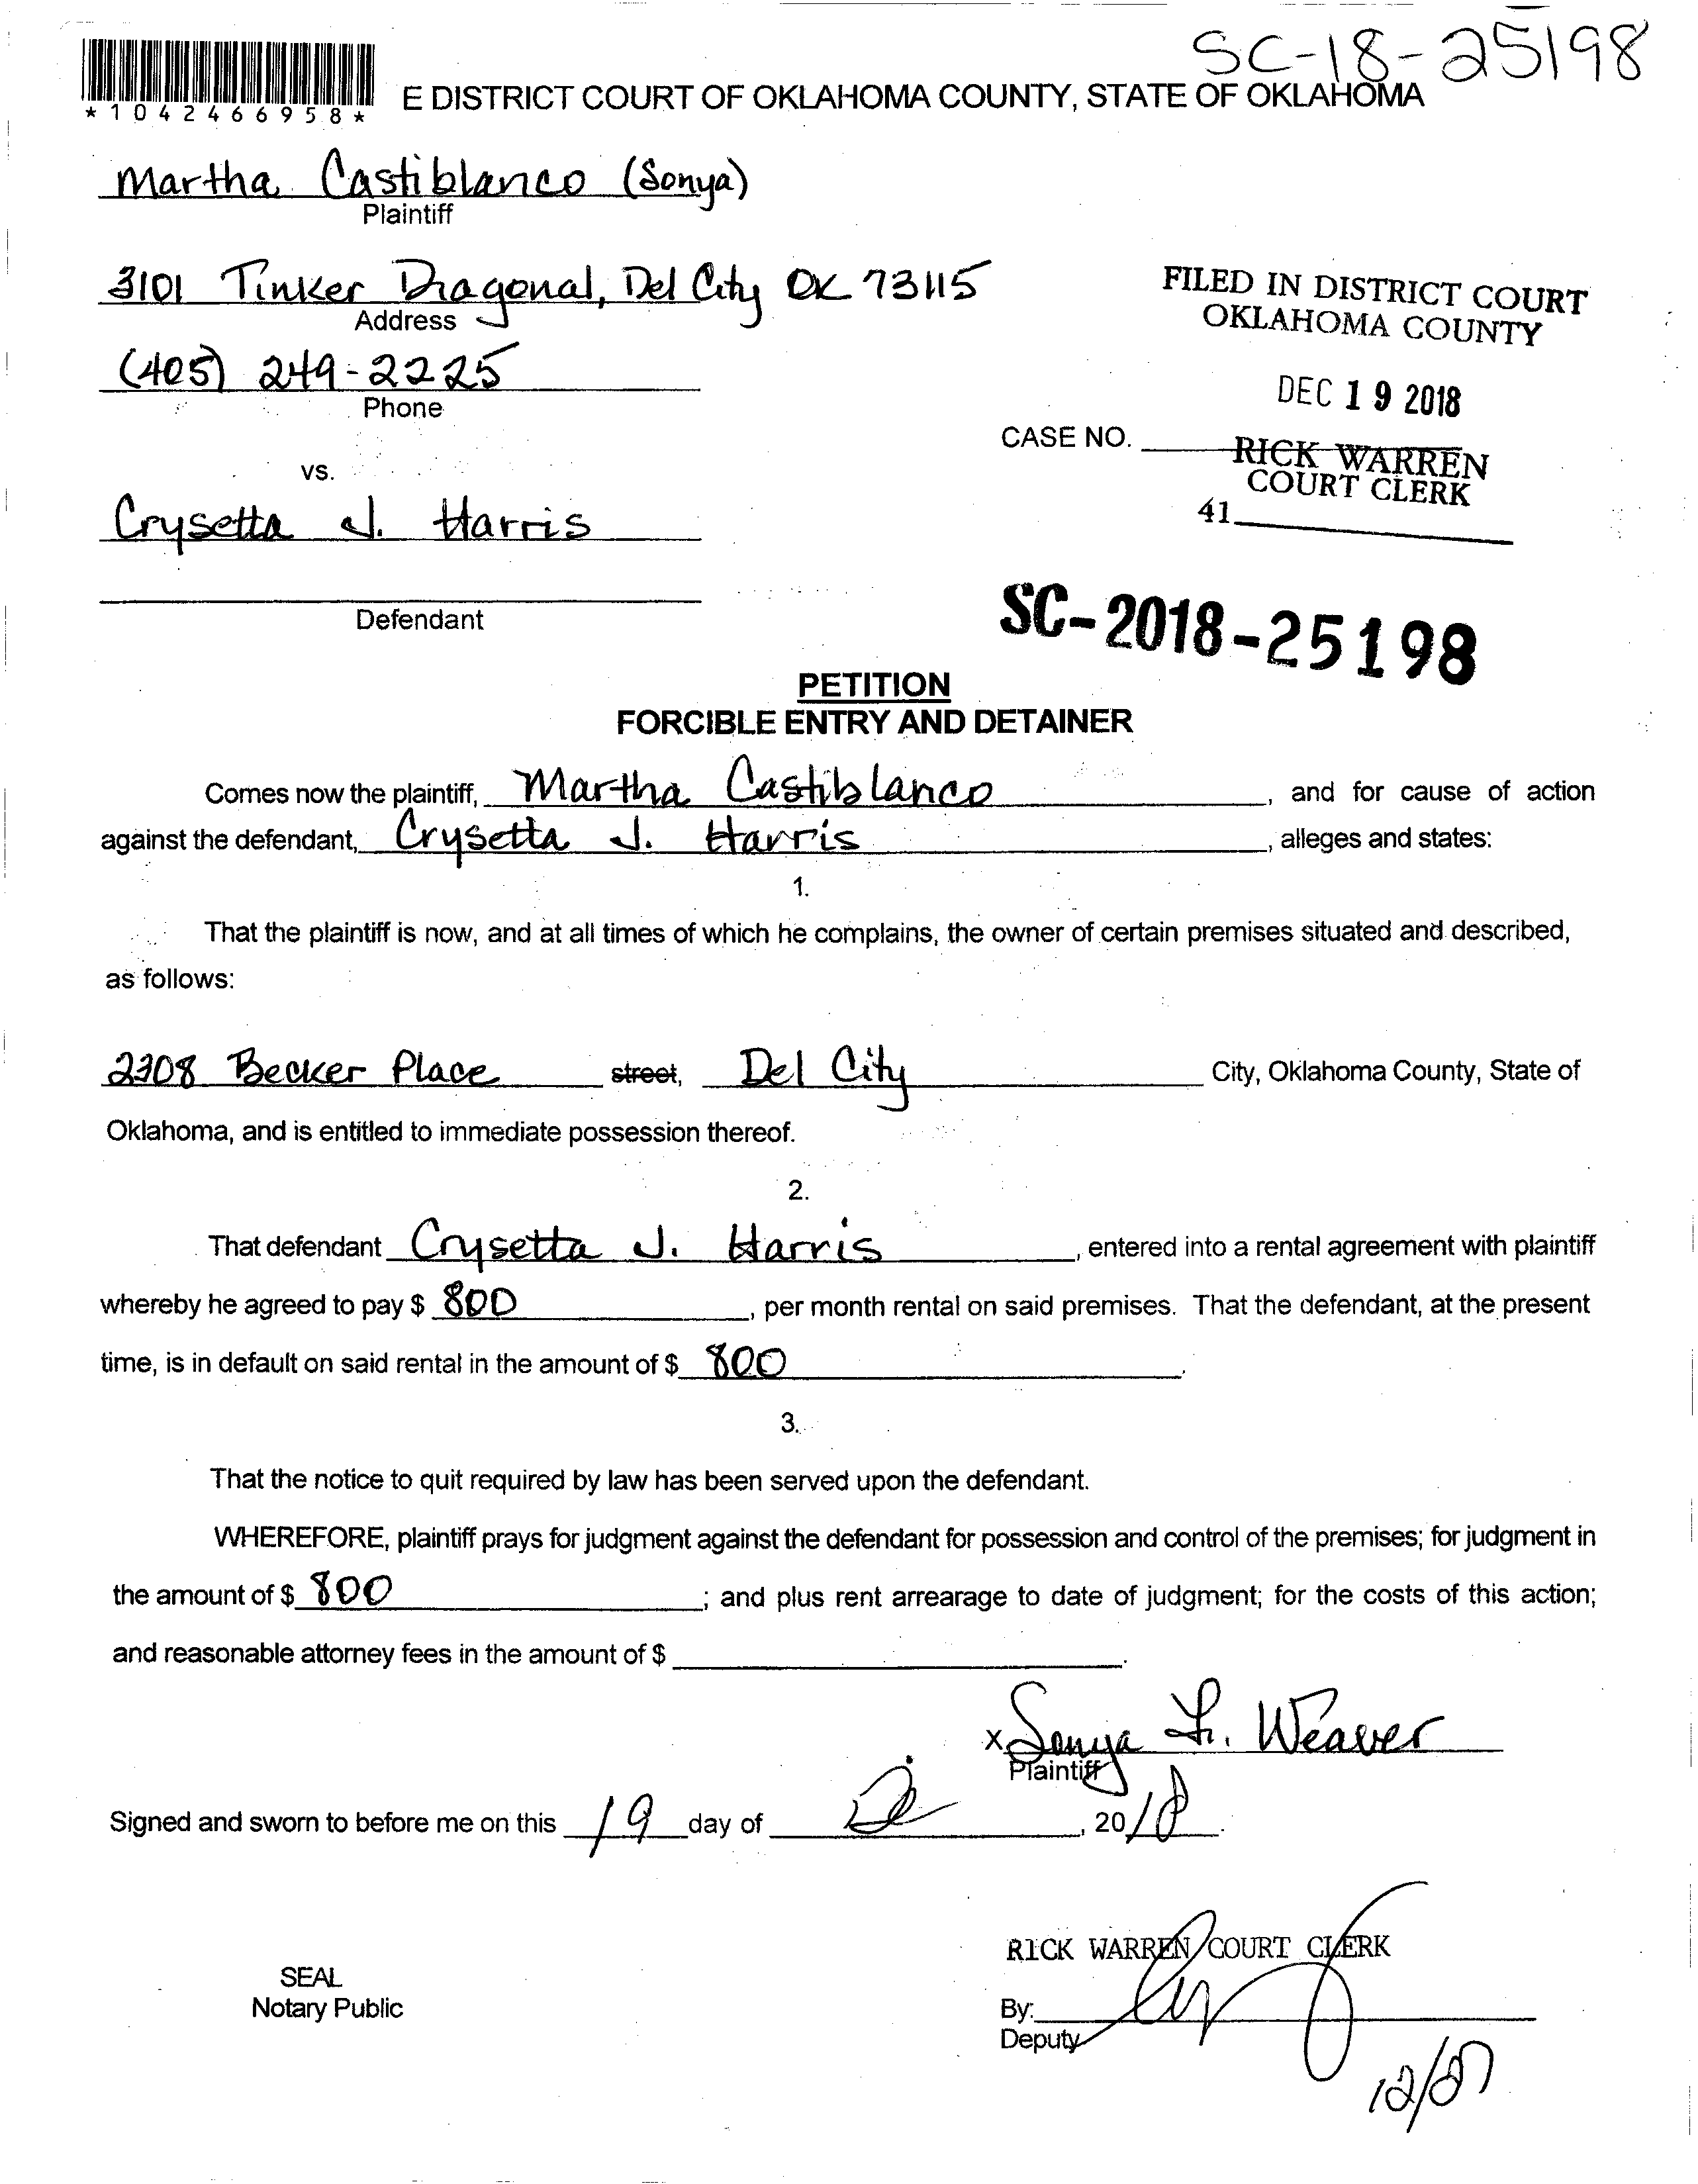 SC-18-25198
*1042466958*
E DISTRICT COURT OF OKLAHOMA COUNTY, STATE OF OKLAHOMA
Martha Castiblanco (Sonya)
Plaintiff
3101 Tinker Diagonal, Del City OK 73115
Address
(405) 249-2225
Phone
FILED IN DISTRICT COURT
OKLAHOMA COUNTY
DEC 19 2018
CASE NO.
RICK WARREN
COURT CLERK
41
vs.
Crysetta J. Harris
Defendant
SC-2018-25198
PETITION
FORCIBLE ENTRY AND DETAINER
Comes now the plaintiff, Martha Castiblanco, and for cause of action
against the defendant, Crysetta J. Harris, alleges and states:
1.
That the plaintiff is now, and at all times of which he complains, the owner of certain premises situated and described,
as follows:
2308 Becker Place street, Del City City, Oklahoma County, State of
Oklahoma, and is entitled to immediate possession thereof.
2.
That defendant Crysetta J. Harris, entered into a rental agreement with plaintiff
whereby he agreed to pay $ 800, per month rental on said premises. That the defendant, at the present
time, is in default on said rental in the amount of $ 800.
3.
That the notice to quit required by law has been served upon the defendant.
WHEREFORE, plaintiff prays for judgment against the defendant for possession and control of the premises; for judgment in
the amount of $ 800; and plus rent arrearage to date of judgment; for the costs of this action;
and reasonable attorney fees in the amount of $ .
x Sonya L. Weaver
Plaintiff
Signed and sworn to before me on this 19 day of , 2018.
RICK WARREN COURT CLERK
SEAL
Notary Public
By:
Deputy